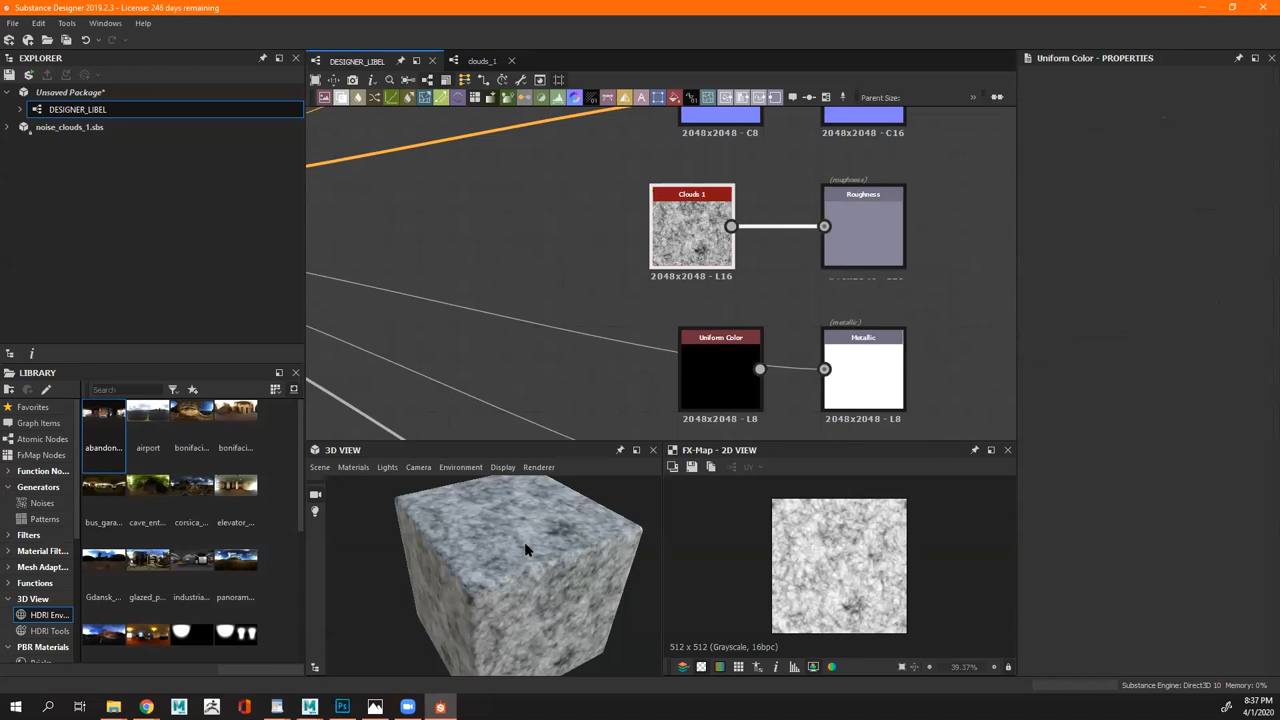 Substance Designer 2019.2.3 - License: 246 days remaining
File Edit Tools Windows Help
EXPLORER
Unsaved Package*
DESIGNER_LIBEL
noise_clouds_1.sbs
DESIGNER_LIBEL
clouds_1
Parent Size:
2048x2048 - C8
2048x2048 - C16
(roughness)
Clouds 1
Roughness
2048x2048 - L16
(metallic)
Uniform Color
Metallic
2048x2048 - L8
2048x2048 - L8
Uniform Color - PROPERTIES
LIBRARY
Search
Favorites
Graph Items
Atomic Nodes
FxMap Nodes
Function No...
Generators
Noises
Patterns
Filters
Material Filt...
Mesh Adapt...
Functions
3D View
HDRI Env...
HDRI Tools
PBR Materials
abandon... airport bonifaci... bonifaci...
bus_gara... cave_ent... corsica_... elevator_...
Gdansk_... glazed_p... industria... panoram...
3D VIEW
Scene Materials Lights Camera Environment Display Renderer
FX-Map - 2D VIEW
UV
512 x 512 (Grayscale, 16bpc)
39.37%
Substance Engine: Direct3D 10 Memory: 0%
8:37 PM
4/1/2020